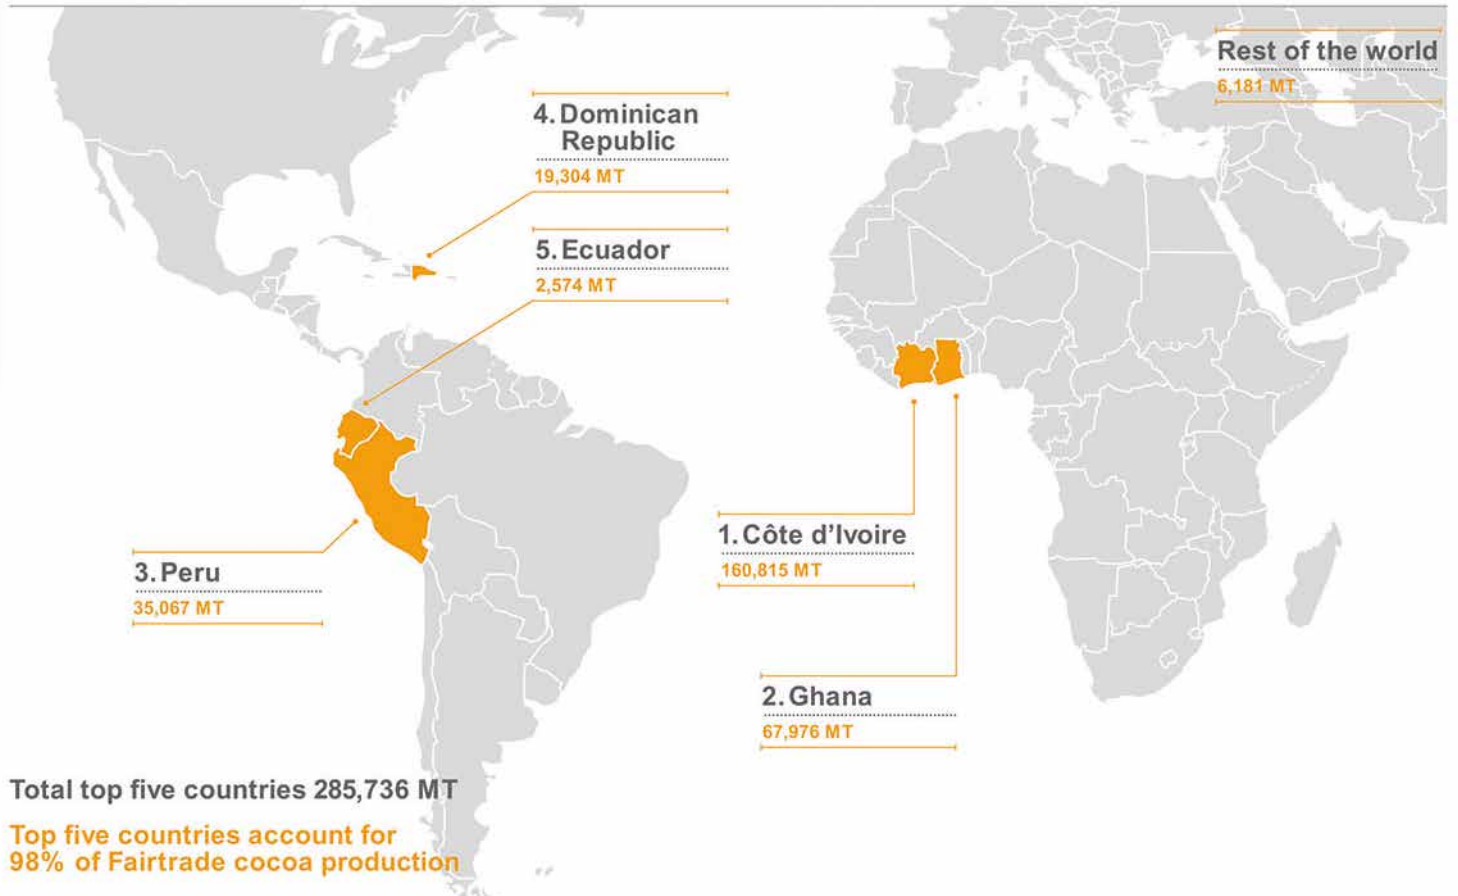 Rest of the world
6,181 MT
4. Dominican
Republic
19,304 MT
5. Ecuador
2,574 MT
1. Côte d’Ivoire
160,815 MT
3. Peru
35,067 MT
2. Ghana
67,976 MT
Total top five countries 285,736 MT
Top five countries account for
98% of Fairtrade cocoa production